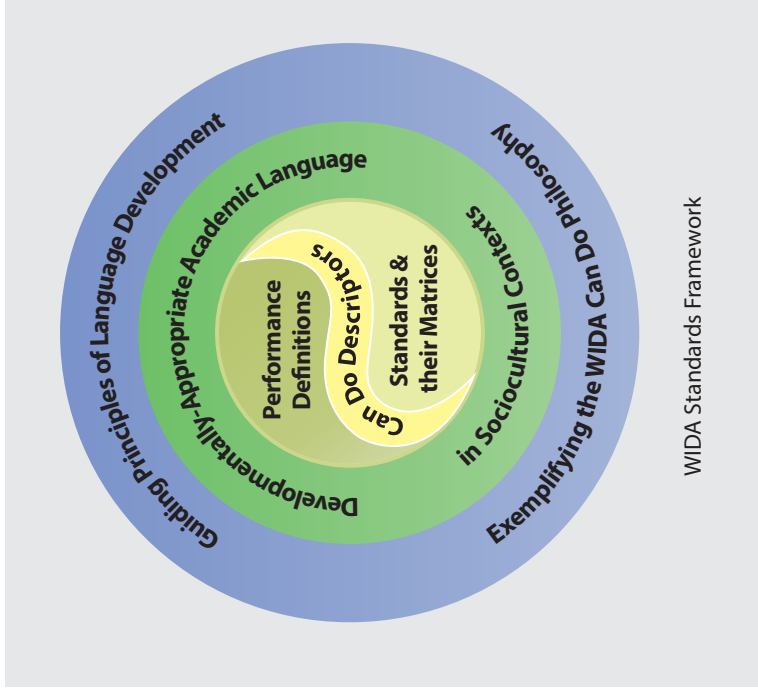 Guiding Principles of Language Development
Developmentally-Appropriate Academic Language
Performance
Definitions
Can Do Descriptors
Standards &
their Matrices
in Sociocultural Contexts
Exemplifying the WIDA Can Do Philosophy
WIDA Standards Framework